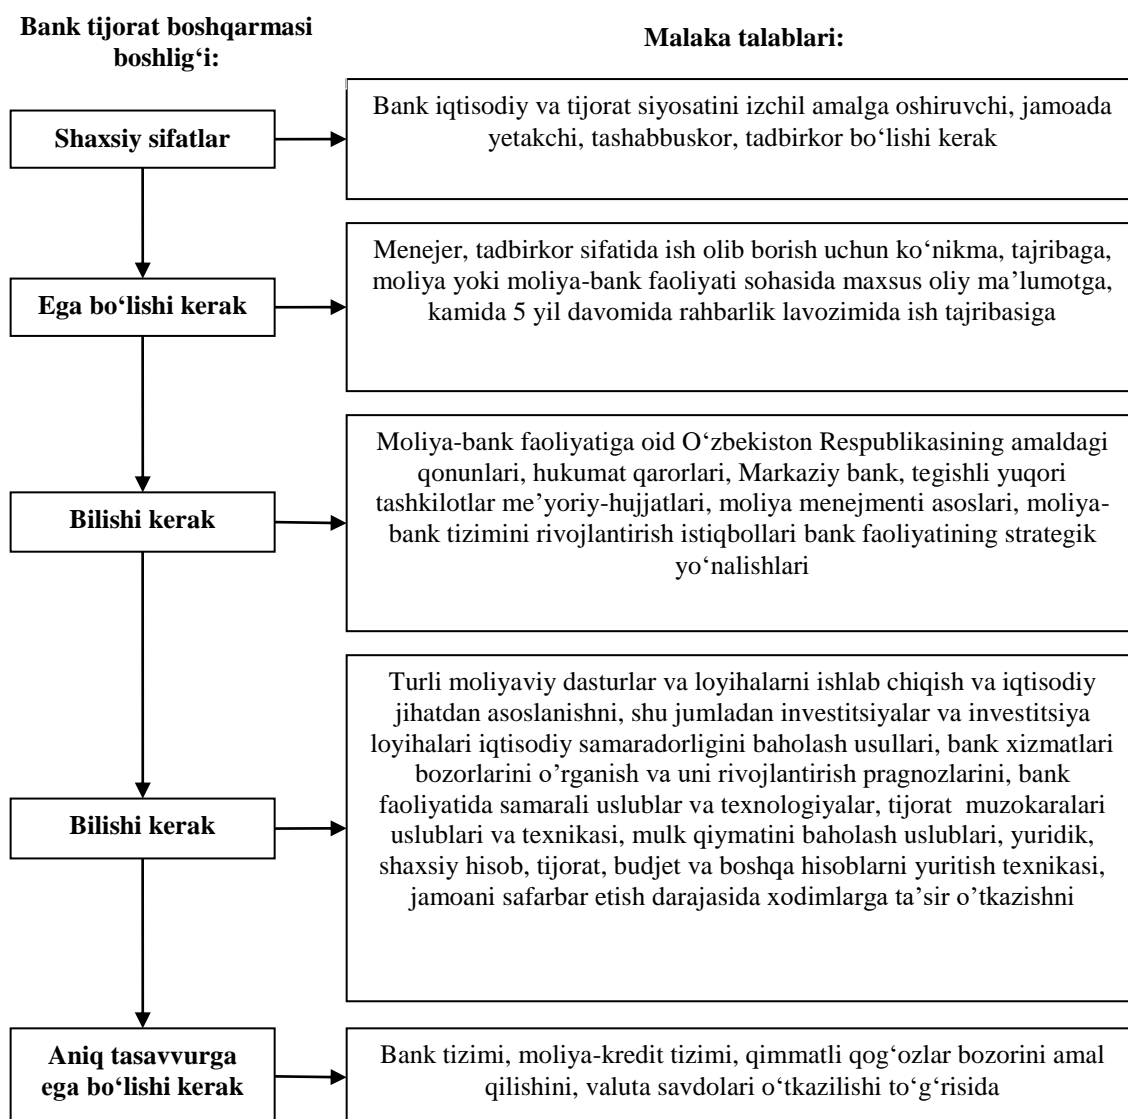 Bank tijorat boshqarmasi
boshlig‘i:
Malaka talablari:
Shaxsiy sifatlar
Bank iqtisodiy va tijorat siyosatini izchil amalga oshiruvchi, jamoada
yetakchi, tashabbuskor, tadbirkor bo‘lishi kerak
Ega bo‘lishi kerak
Menejer, tadbirkor sifatida ish olib borish uchun ko‘nikma, tajribaga,
moliya yoki moliya-bank faoliyati sohasida maxsus oliy ma’lumotga,
kamida 5 yil davomida rahbarlik lavozimida ish tajribasiga
Bilishi kerak
Moliya-bank faoliyatiga oid O‘zbekiston Respublikasining amaldagi
qonunlari, hukumat qarorlari, Markaziy bank, tegishli yuqori
tashkilotlar me’yoriy-hujjatlari, moliya menejmenti asoslari, moliya-
bank tizimini rivojlantirish istiqbollari bank faoliyatining strategik
yo‘nalishlari
Bilishi kerak
Turli moliyaviy dasturlar va loyihalarni ishlab chiqish va iqtisodiy
jihatdan asoslanishni, shu jumladan investitsiyalar va investitsiya
loyihalari iqtisodiy samaradorligini baholash usullari, bank xizmatlari
bozorlarini o’rganish va uni rivojlantirish pragnozlarini, bank
faoliyatida samarali uslublar va texnologiyalar, tijorat muzokaralari
uslublari va texnikasi, mulk qiymatini baholash uslublari, yuridik,
shaxsiy hisob, tijorat, budjet va boshqa hisoblarni yuritish texnikasi,
jamoani safarbar etish darajasida xodimlarga ta’sir o’tkazishni
Aniq tasavvurga
ega bo‘lishi kerak
Bank tizimi, moliya-kredit tizimi, qimmatli qog‘ozlar bozorini amal
qilishini, valuta savdolari o‘tkazilishi to‘g‘risida